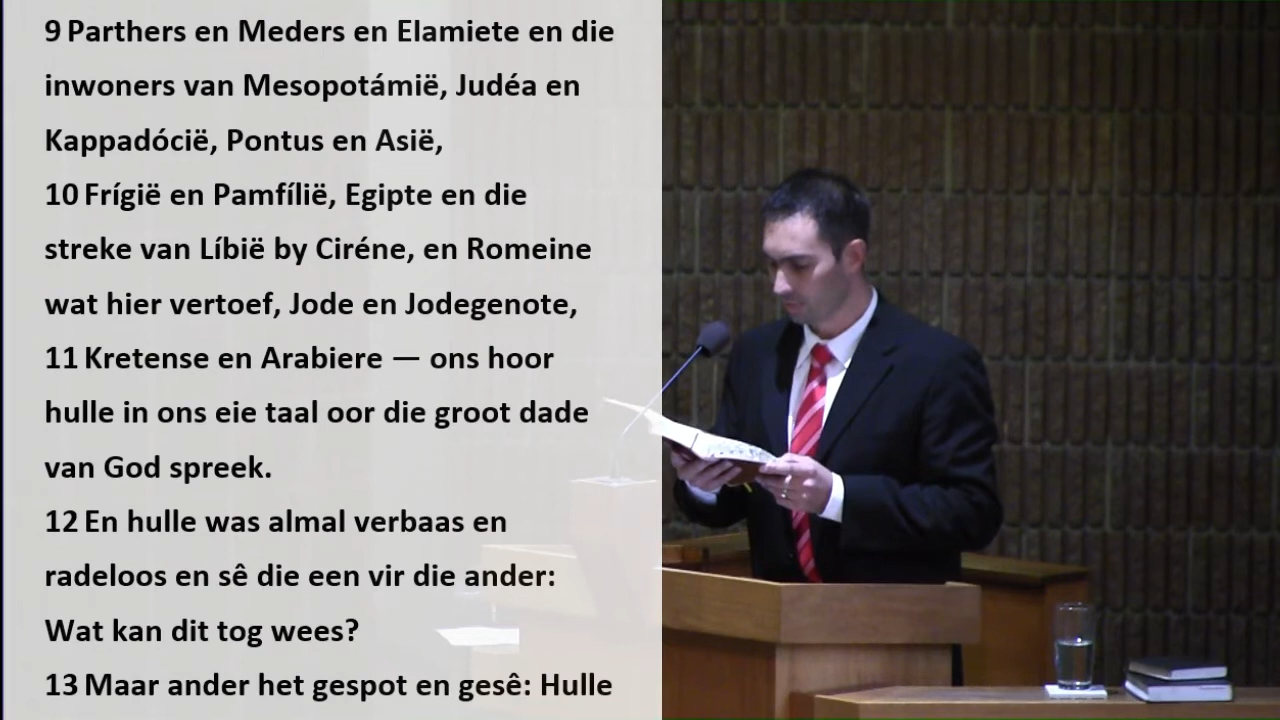 9 Parthers en Meders en Elamiete en die
inwoners van Mesopotámië, Judéa en
Kappadócië, Pontus en Asië,
10 Frígië en Pamfílië, Egipte en die
streke van Líbië by Ciréne, en Romeine
wat hier vertoef, Jode en Jodegenote,
11 Kretense en Arabiere — ons hoor
hulle in ons eie taal oor die groot dade
van God spreek.
12 En hulle was almal verbaas en
radeloos en sê die een vir die ander:
Wat kan dit tog wees?
13 Maar ander het gespot en gesê: Hulle